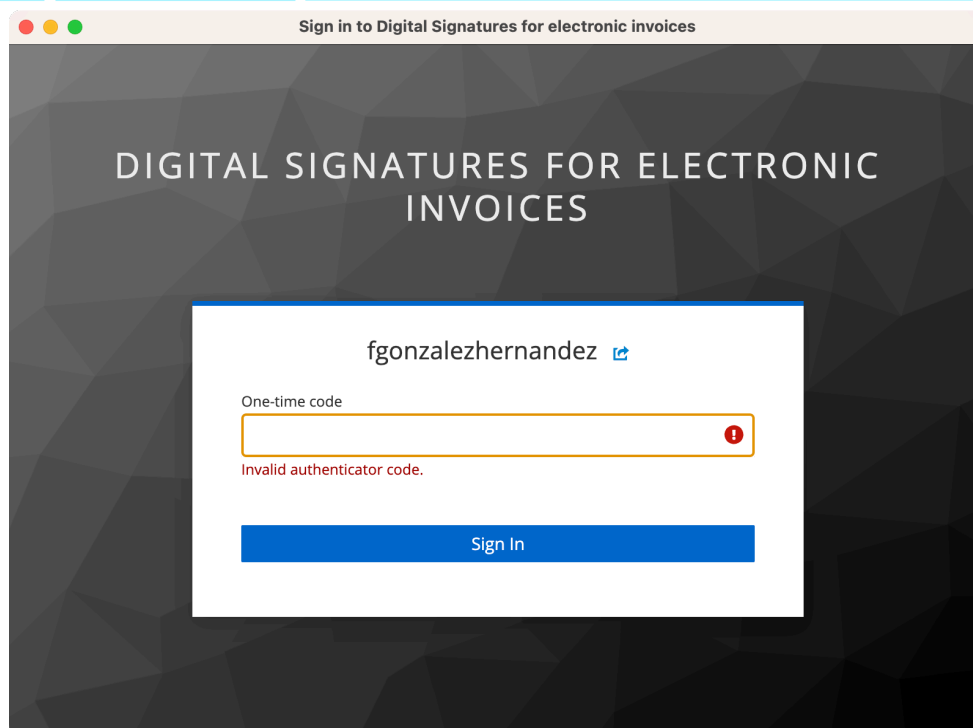 Sign in to Digital Signatures for electronic invoices
DIGITAL SIGNATURES FOR ELECTRONIC
INVOICES
fgonzalezhernandez
One-time code
Invalid authenticator code.
Sign In